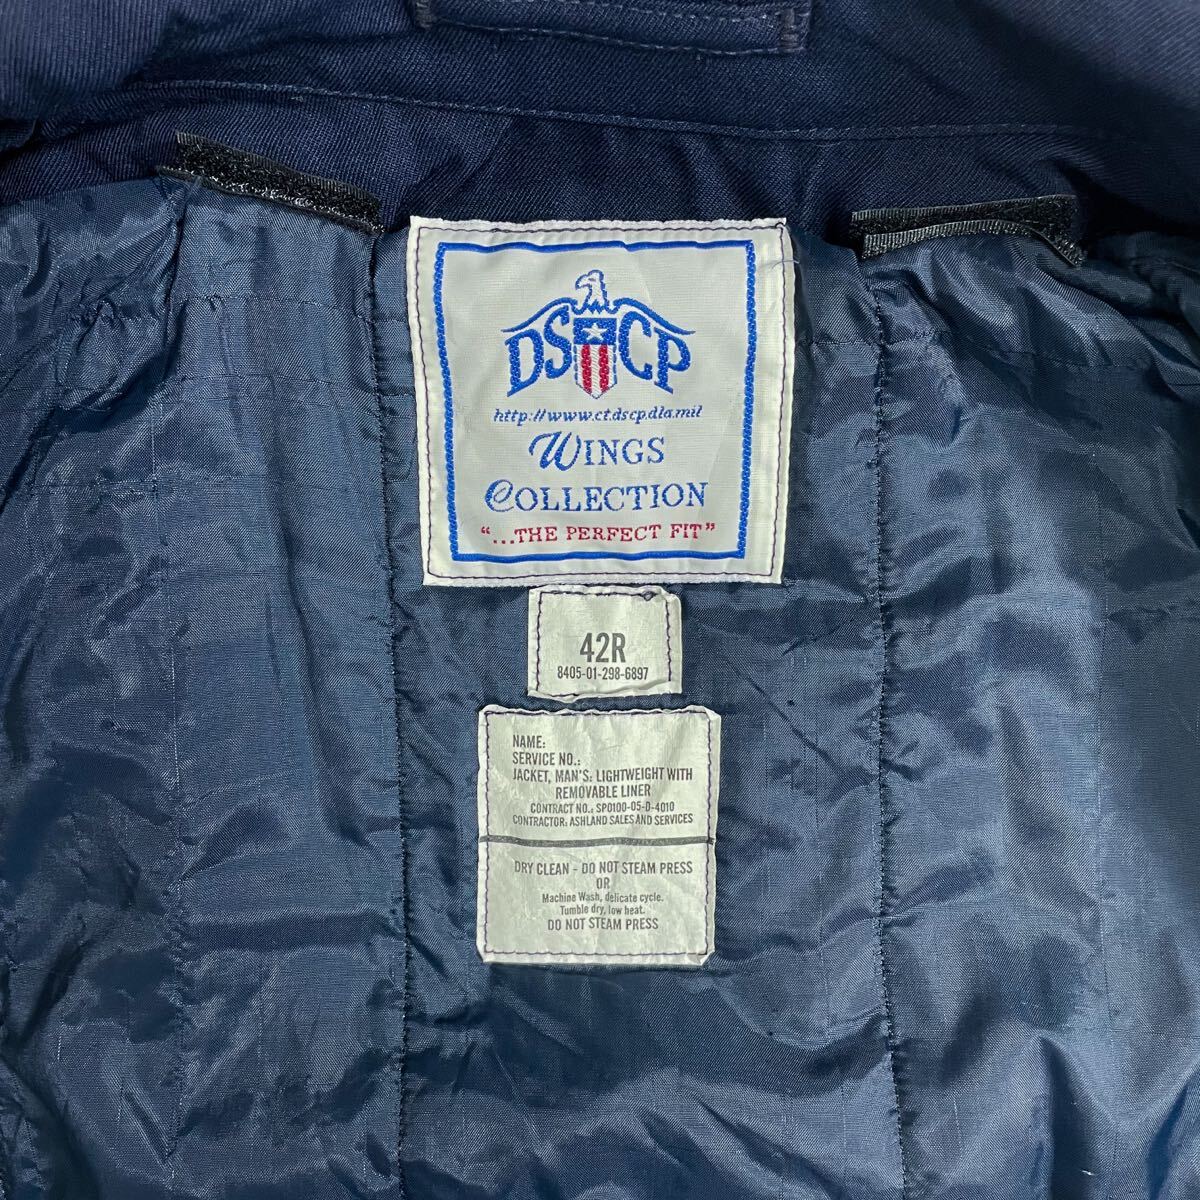 DSCP
http://www.ct.dscp.dla.mil
WINGS
COLLECTION
"...THE PERFECT FIT"
42R
8405-01-298-6897
NAME:
SERVICE NO.:
JACKET, MAN'S: LIGHTWEIGHT WITH
REMOVABLE LINER
CONTRACT NO.: SP0100-05-D-4010
CONTRACTOR: ASHLAND SALES AND SERVICES
DRY CLEAN - DO NOT STEAM PRESS
OR
Machine Wash, delicate cycle.
Tumble dry, low heat.
DO NOT STEAM PRESS